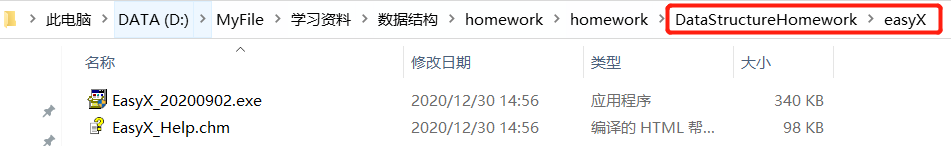 此电脑 > DATA (D:) > MyFile > 学习资料 > 数据结构 > homework > homework > DataStructureHomework > easyX
名称 修改日期 类型 大小
EasyX_20200902.exe 2020/12/30 14:56 应用程序 340 KB
EasyX_Help.chm 2020/12/30 14:56 编译的 HTML 帮... 98 KB